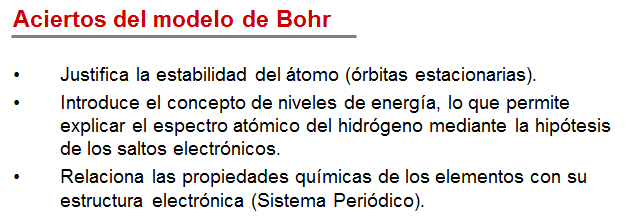 Aciertos del modelo de Bohr
• Justifica la estabilidad del átomo (órbitas estacionarias).
• Introduce el concepto de niveles de energía, lo que permite
explicar el espectro atómico del hidrógeno mediante la hipótesis
de los saltos electrónicos.
• Relaciona las propiedades químicas de los elementos con su
estructura electrónica (Sistema Periódico).